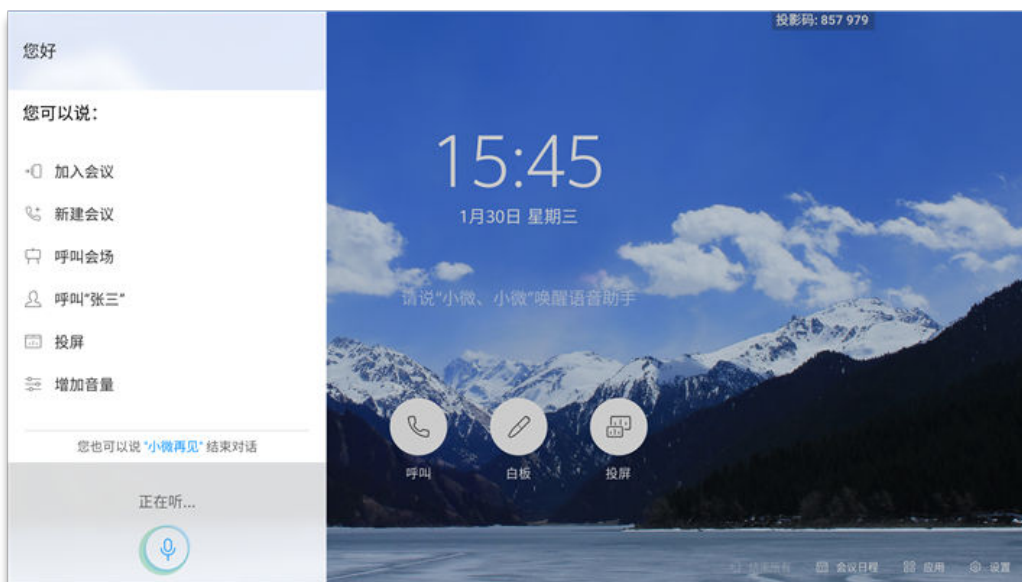 您好
您可以说：
加入会议
新建会议
呼叫会场
呼叫"张三"
投屏
增加音量
您也可以说"小微再见"结束对话
正在听...
投影码: 857 979
15:45
1月30日 星期三
请说"小微、小微"唤醒语音助手
呼叫 白板 投屏
结束所有 会议日程 应用 设置